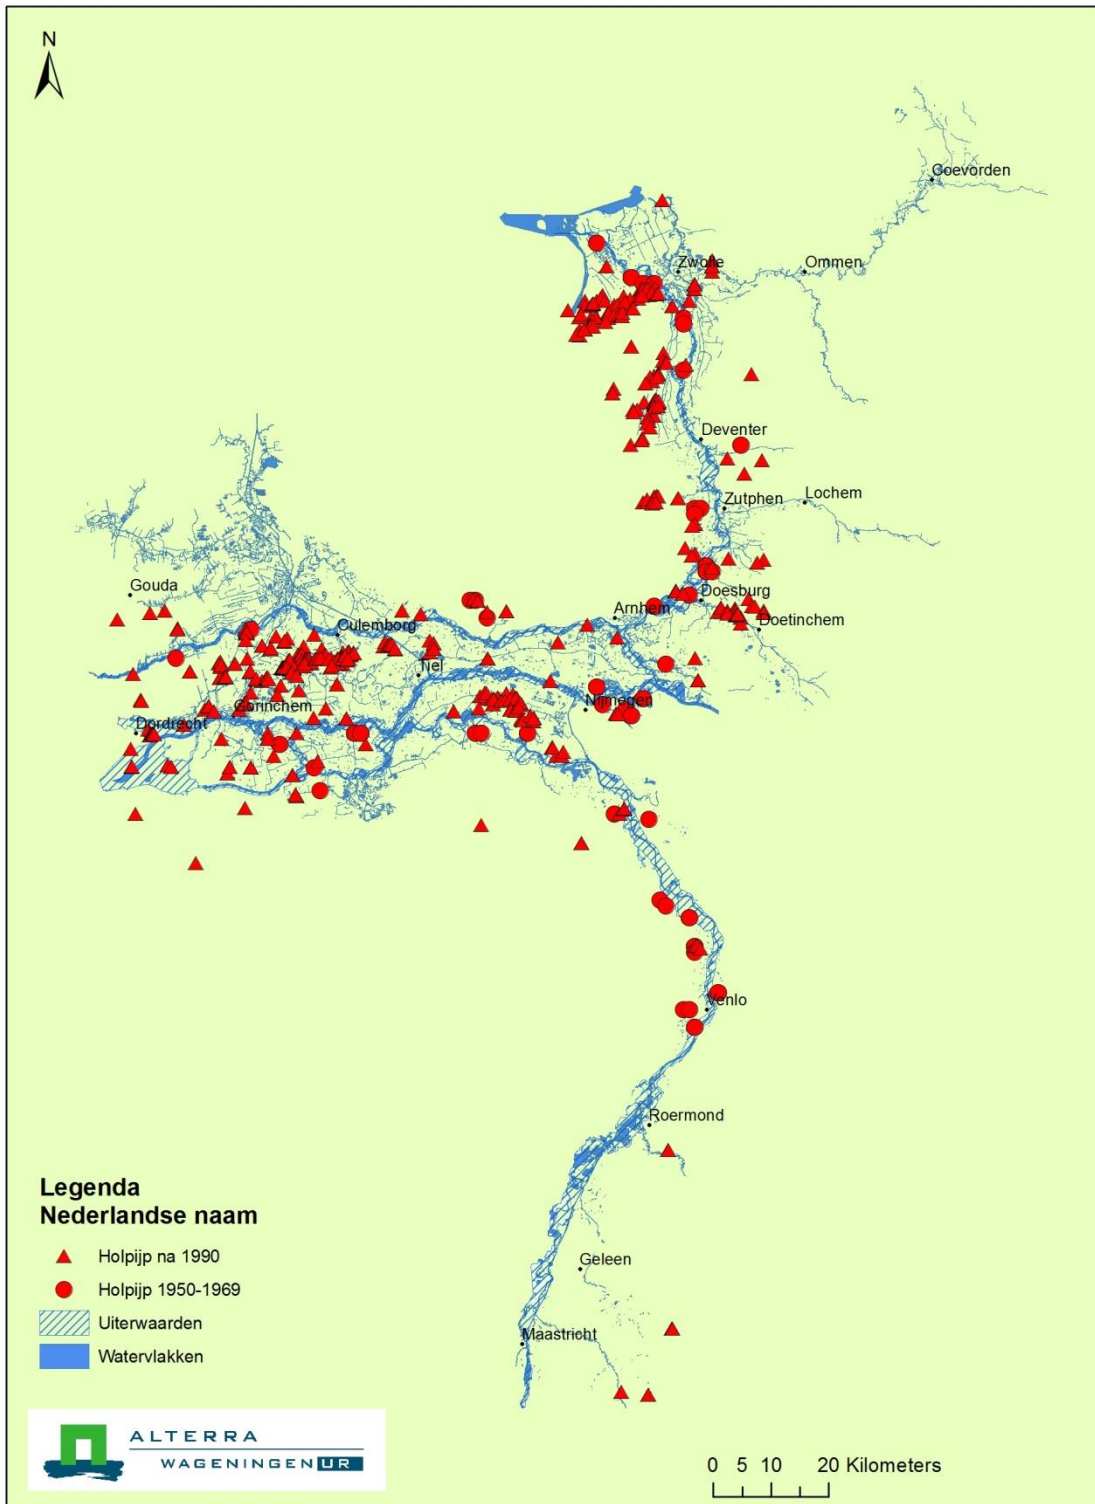 N
Coevorden
Zwolle
Ommen
Deventer
Zutphen
Lochem
Gouda
Doesburg
Arnhem
Doetinchem
Culemborg
Tiel
Nijmegen
Gorinchem
Dordrecht
Venlo
Roermond
Geleen
Maastricht
Legenda
Nederlandse naam
Holpijp na 1990
Holpijp 1950-1969
Uiterwaarden
Watervlakken
ALTERRA
WAGENINGEN UR
0 5 10 20 Kilometers